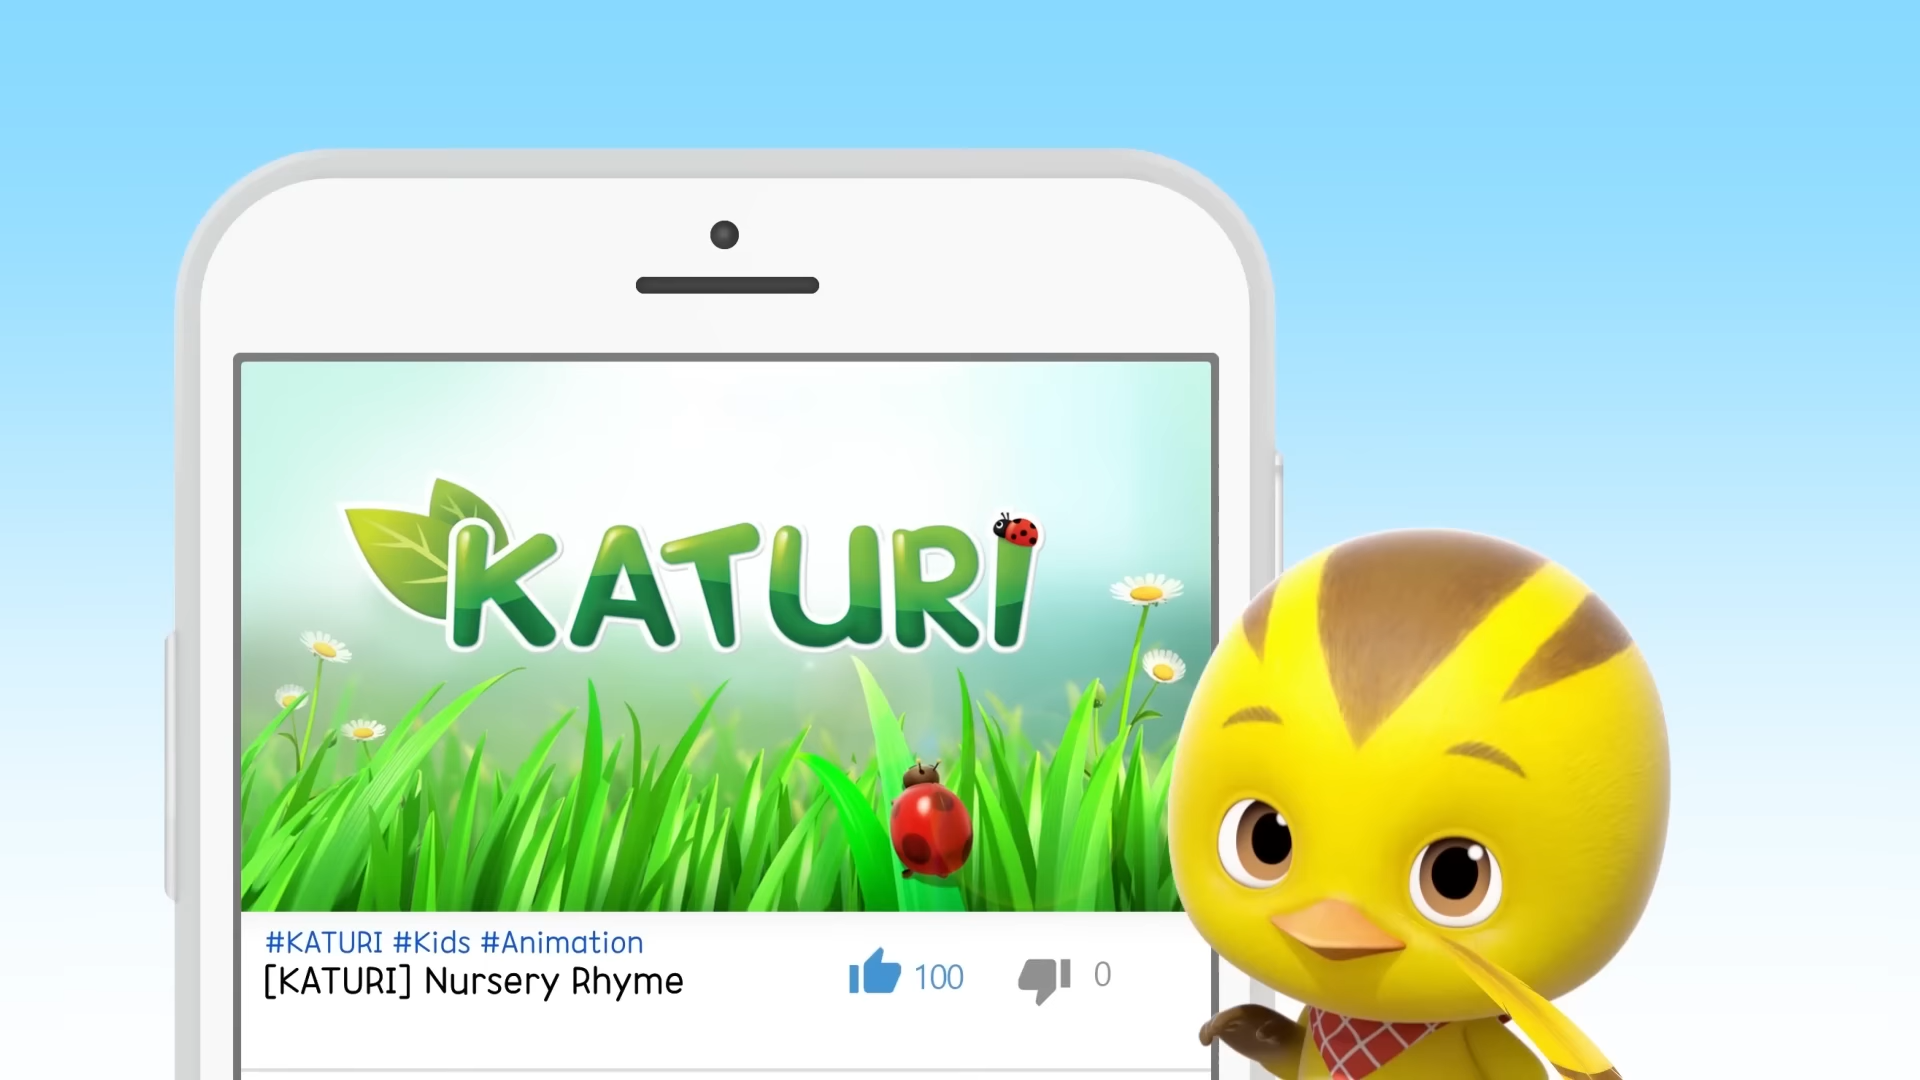 KATURI
#KATURI #Kids #Animation
[KATURI] Nursery Rhyme
100
0